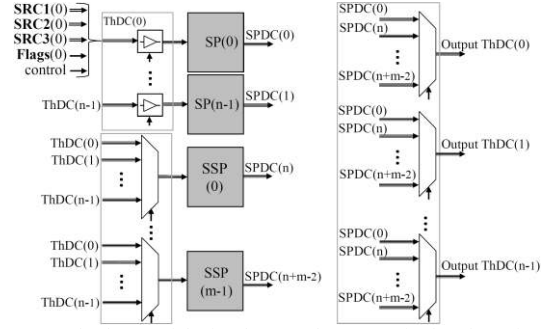 SRC1(0)
SRC2(0)
SRC3(0)
Flags(0)
control
ThDC(0)
SP(0)
SPDC(0)
ThDC(n-1)
SP(n-1)
SPDC(1)
ThDC(0)
ThDC(1)
ThDC(n-1)
SSP
(0)
SPDC(n)
ThDC(0)
ThDC(1)
ThDC(n-1)
SSP
(m-1)
SPDC(n+m-2)
SPDC(0)
SPDC(n)
SPDC(n+m-2)
Output ThDC(0)
SPDC(0)
SPDC(n)
SPDC(n+m-2)
Output ThDC(1)
SPDC(0)
SPDC(n)
SPDC(n+m-2)
Output ThDC(n-1)